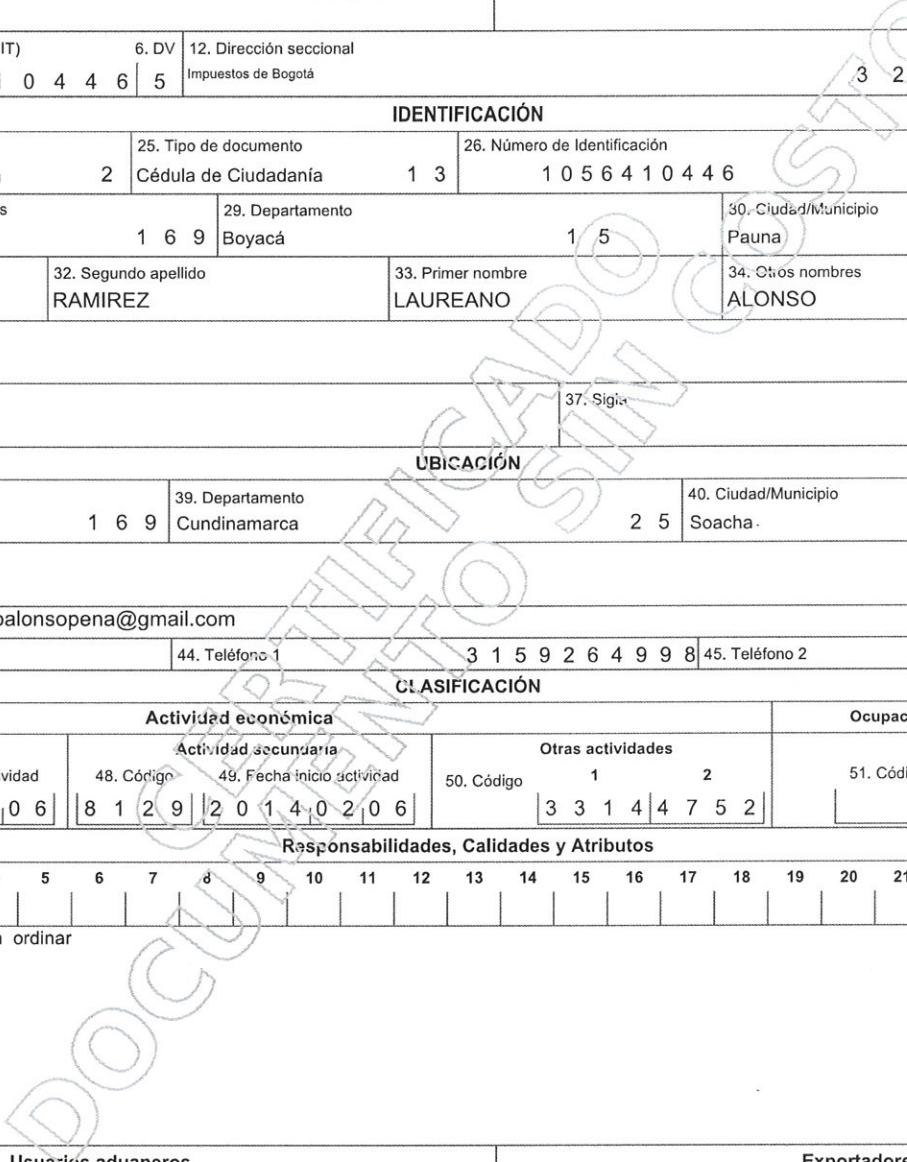 IT) 6. DV 12. Dirección seccional
0 4 4 6 5 Impuestos de Bogotá 3 2
IDENTIFICACIÓN
25. Tipo de documento 26. Número de Identificación
2 Cédula de Ciudadanía 1 3 1 0 5 6 4 1 0 4 4 6
s 29. Departamento 30. Ciudad/Municipio
1 6 9 Boyacá 1 5 Pauna
32. Segundo apellido 33. Primer nombre 34. Otros nombres
RAMIREZ LAUREANO ALONSO
37. Sigla
UBICACIÓN
39. Departamento 40. Ciudad/Municipio
1 6 9 Cundinamarca 2 5 Soacha
palonsopena@gmail.com
44. Teléfono 1 3 1 5 9 2 6 4 9 9 8 45. Teléfono 2
CLASIFICACIÓN
Actividad económica Ocupac
Actividad secundaria Otras actividades
vidad 48. Código 49. Fecha inicio actividad 50. Código 1 2 51. Códi
0 6 8 1 2 9 2 0 1 4 0 2 0 6 3 3 1 4 4 7 5 2
Responsabilidades, Calidades y Atributos
5 6 7 8 9 10 11 12 13 14 15 16 17 18 19 20 21
ordinar
Usuarios aduaneros Exportadore
CERTIFICADO
DOCUMENTO SIN COSTO